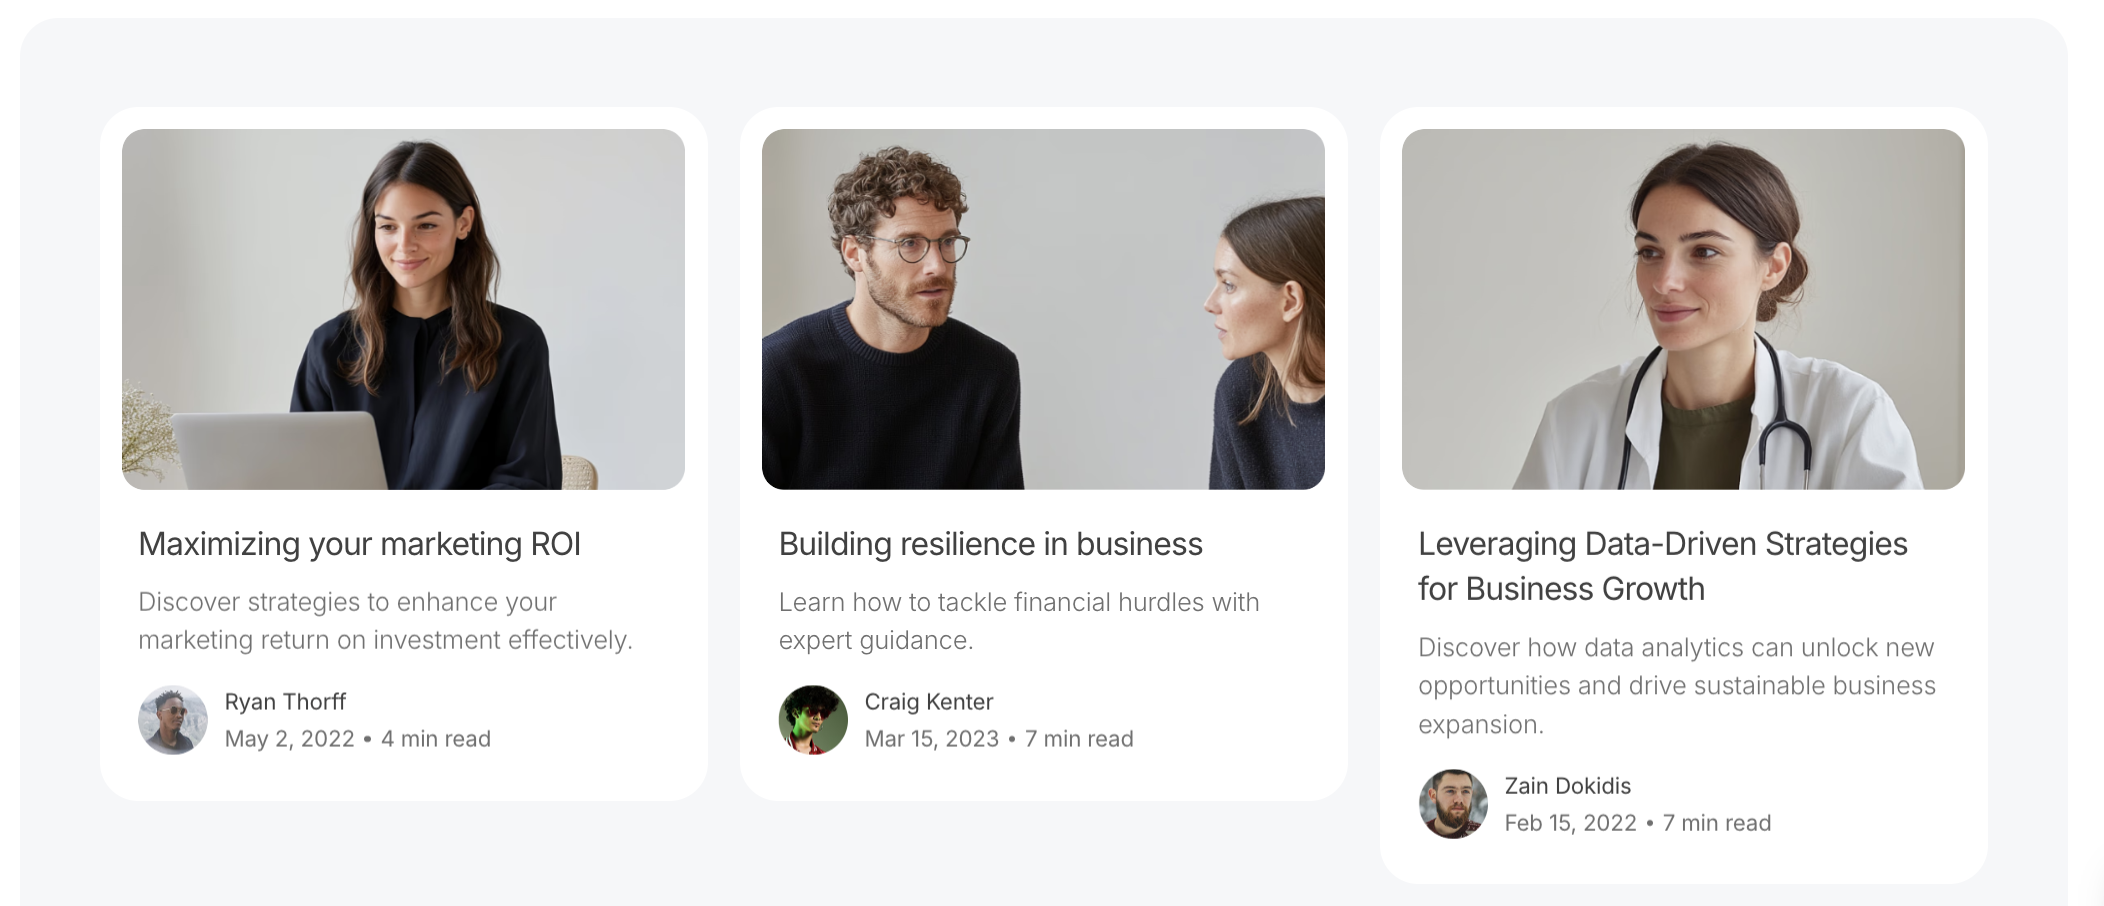 Maximizing your marketing ROI
Discover strategies to enhance your
marketing return on investment effectively.
Ryan Thorff
May 2, 2022 • 4 min read
Building resilience in business
Learn how to tackle financial hurdles with
expert guidance.
Craig Kenter
Mar 15, 2023 • 7 min read
Leveraging Data-Driven Strategies
for Business Growth
Discover how data analytics can unlock new
opportunities and drive sustainable business
expansion.
Zain Dokidis
Feb 15, 2022 • 7 min read